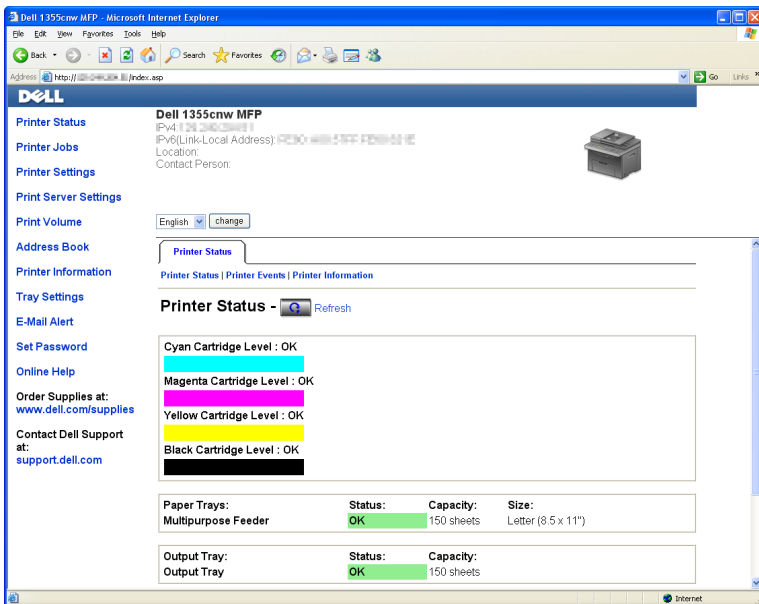 Dell 1355cnw MFP - Microsoft Internet Explorer
File Edit View Favorites Tools Help
Back Search Favorites
Address http:// /index.asp Go Links »
DELL
Printer Status
Printer Jobs
Printer Settings
Print Server Settings
Print Volume
Address Book
Printer Information
Tray Settings
E-Mail Alert
Set Password
Online Help
Order Supplies at:
www.dell.com/supplies
Contact Dell Support
at:
support.dell.com
Dell 1355cnw MFP
IPv4:
IPv6(Link-Local Address):
Location:
Contact Person:
English change
Printer Status
Printer Status | Printer Events | Printer Information
Printer Status - Refresh
Cyan Cartridge Level : OK
Magenta Cartridge Level : OK
Yellow Cartridge Level : OK
Black Cartridge Level : OK
Paper Trays: Status: Capacity: Size:
Multipurpose Feeder OK 150 sheets Letter (8.5 x 11")
Output Tray: Status: Capacity:
Output Tray OK 150 sheets
Internet